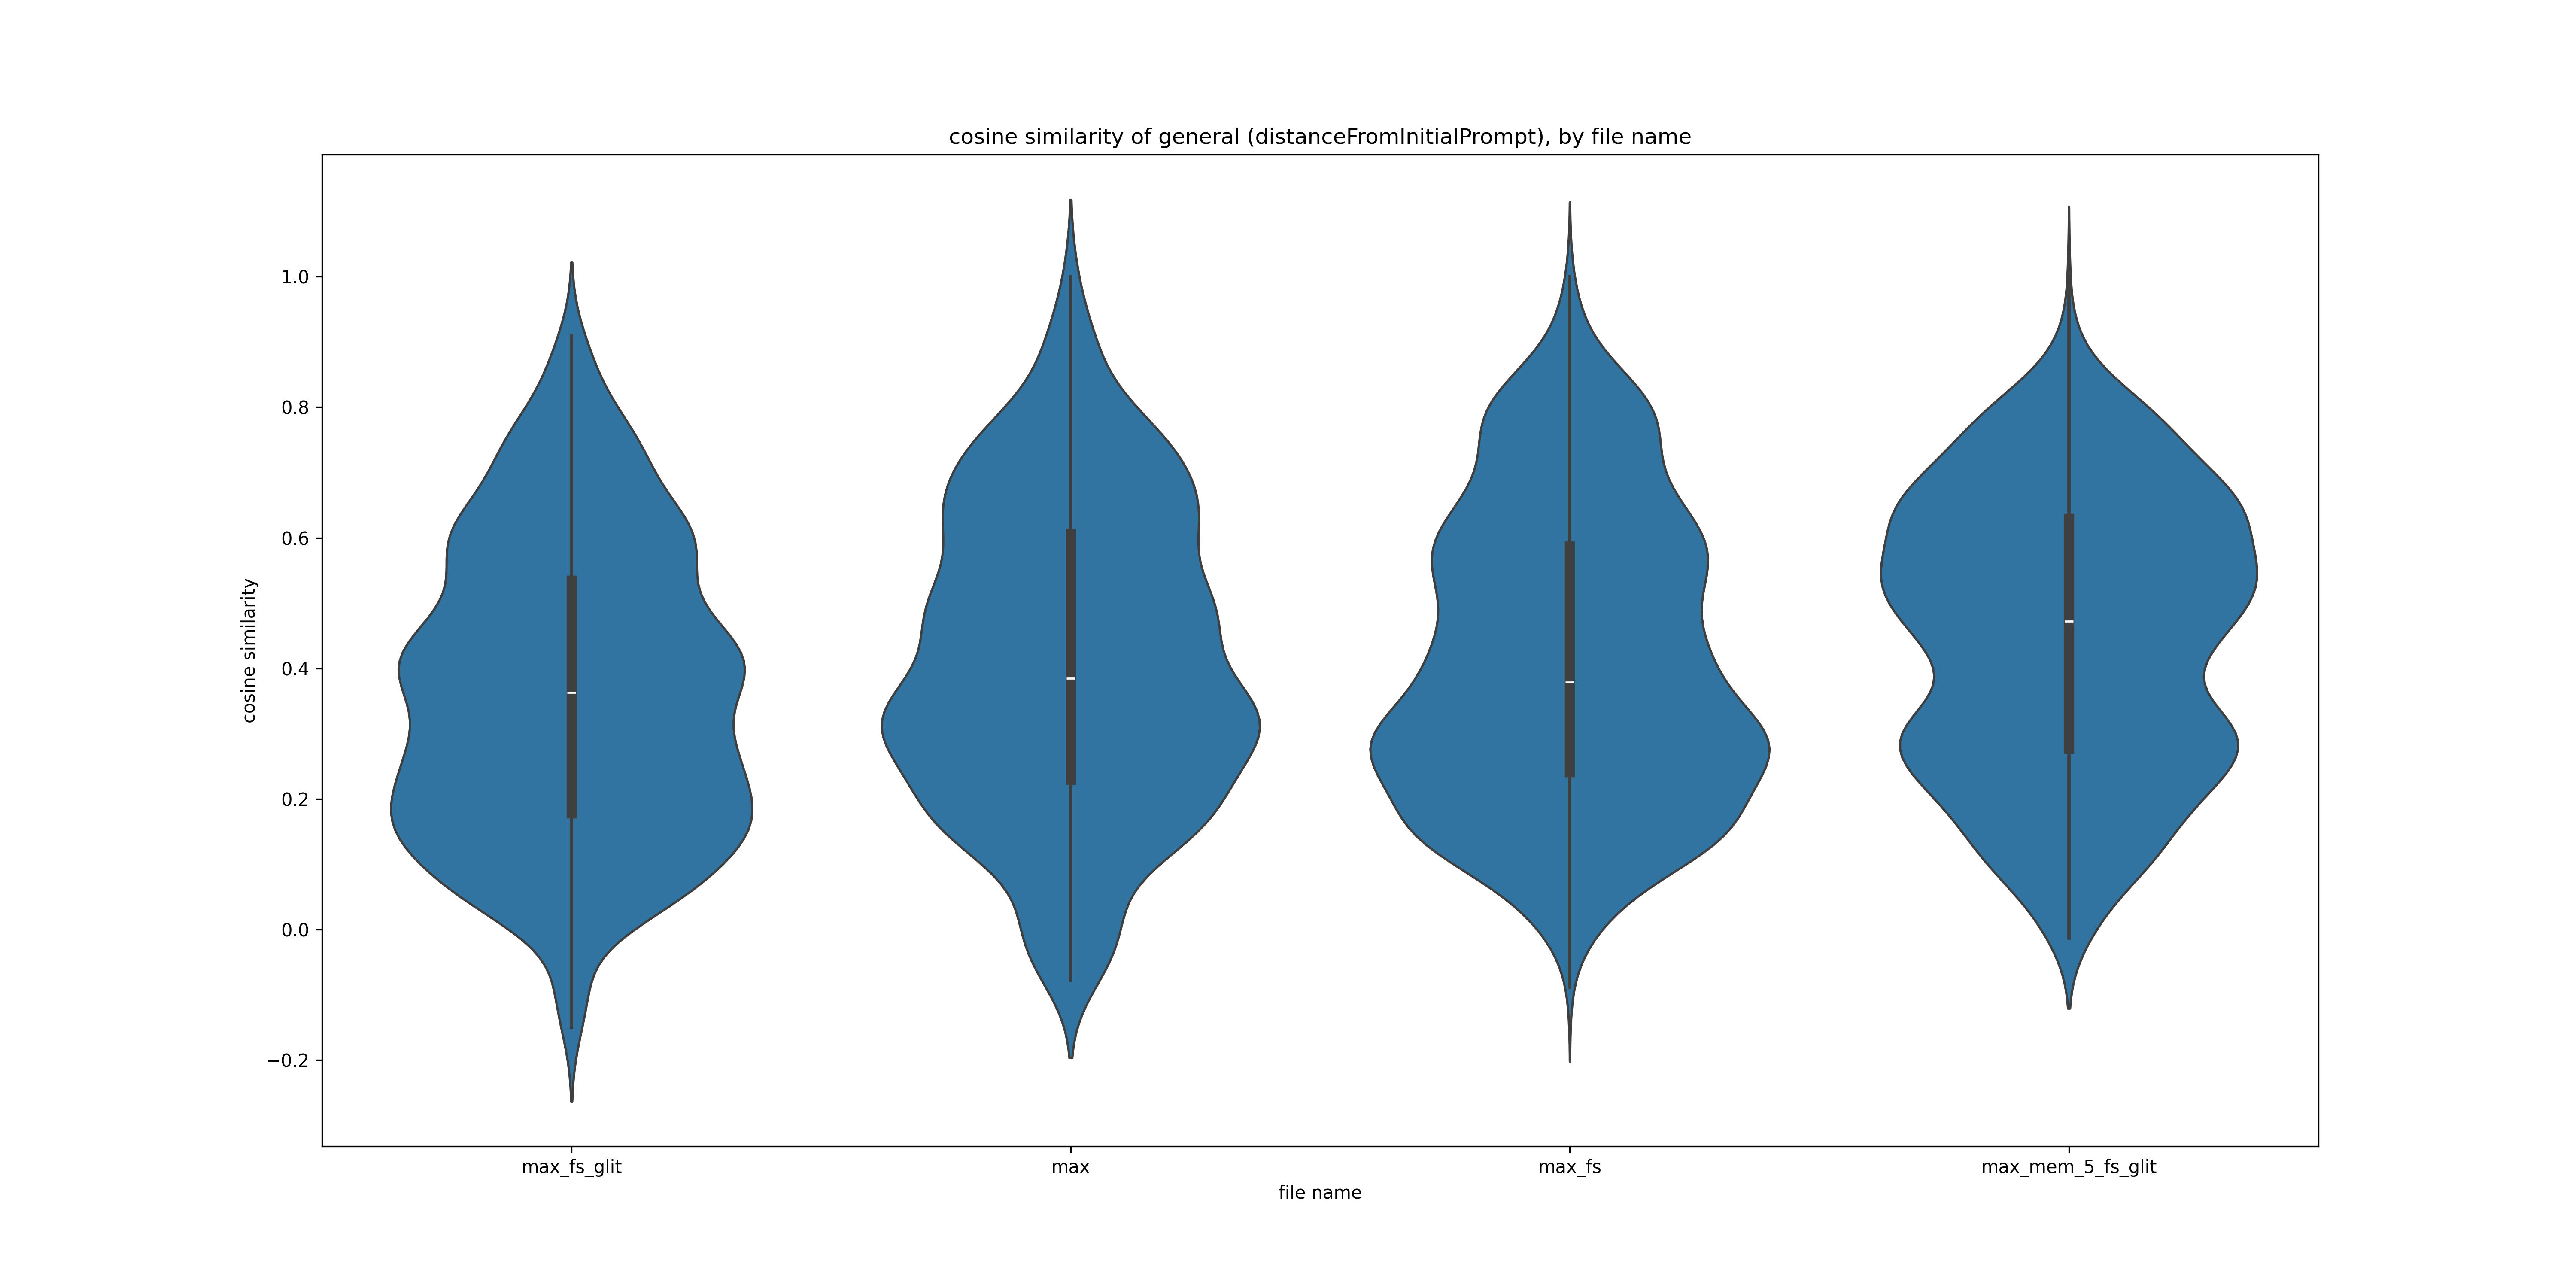 cosine similarity of general (distanceFromInitialPrompt), by file name
cosine similarity
1.0
0.8
0.6
0.4
0.2
0.0
−0.2
max_fs_glit
max
max_fs
max_mem_5_fs_glit
file name